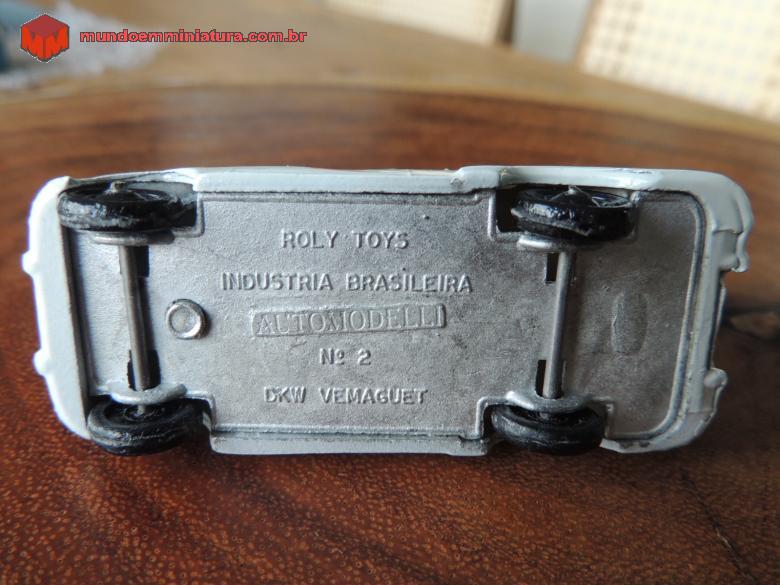 mundoemminiatura.com.br
ROLY TOYS
INDUSTRIA BRASILEIRA
AUTOMODELLI
Nº 2
DKW VEMAGUET